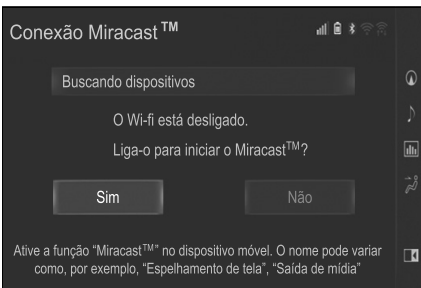 Conexão Miracast™
Buscando dispositivos
O Wi-fi está desligado.
Liga-o para iniciar o Miracast™?
Sim
Não
Ative a função “Miracast™” no dispositivo móvel. O nome pode variar
como, por exemplo, “Espelhamento de tela”, “Saída de mídia”